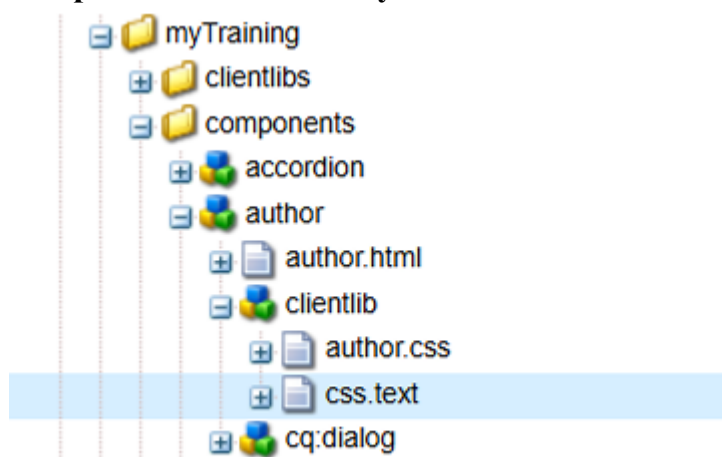 myTraining
clientlibs
components
accordion
author
author.html
clientlib
author.css
css.text
cq:dialog